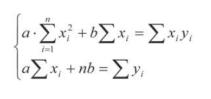 a · ∑_{i=1}^{n} x_i^2 + b∑x_i = ∑x_i y_i
a∑x_i + nb = ∑y_i